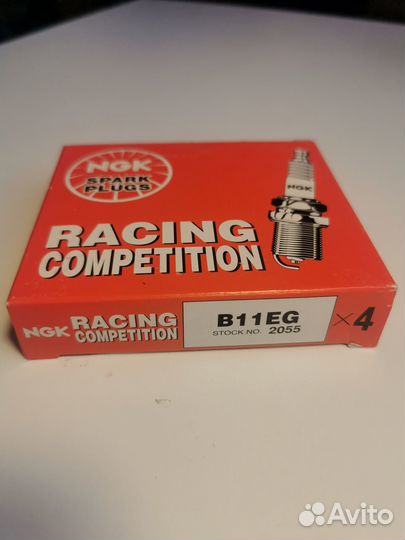 NGK
SPARK
PLUGS
NGK
RACING
COMPETITION
NGK RACING
COMPETITION
B11EG
STOCK NO. 2055
×4
Avito